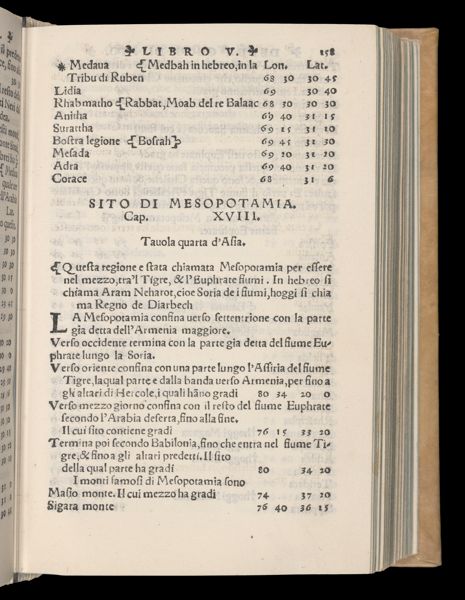 LIBRO V. 158
* Medaua {Medbah in hebreo, in la Lon. Lat.
Tribu di Ruben 68 30 30 45
Lidia 69 30 40
Rhabmatho {Rabbat, Moab del re Balaac 68 30 30 30
Anitha 69 40 31 15
Surattha 69 15 31 10
Bostra legione {Bosrah} 69 45 31 30
Mesada 69 20 31 20
Adra 69 40 31 20
Corace 68 31 6
SITO DI MESOPOTAMIA.
Cap. XVIII.
Tauola quarta d'Asia.
{Questa regione e stata chiamata Mesopotamia per essere
nel mezzo, tra'l Tigre, & l'Euphrate fiumi. In hebreo si
chiama Aram Neharot, cioe Soria de i fiumi, hoggi si chia
ma Regno de Diarbech
LA Mesopotamia confina verso settentrione con la parte
gia detta dell'Armenia maggiore.
Verso occidente termina con la parte gia detta del fiume Eu-
phrate lungo la Soria.
Verso oriente confina con una parte lungo l'Assiria del fiume
Tigre, laqual parte e dalla banda verso Armenia, per fino a
gli altari di Hercole, i quali hāno gradi 80 34 20 0
Verso mezzo giorno confina con il resto del fiume Euphrate
secondo l'Arabia deserta, fino alla fine.
Il cui sito contiene gradi 76 15 33 20
Termina poi secondo Babilonia, fino che entra nel fiume Ti-
gre, & fino a gli altari predetti. Il sito
della qual parte ha gradi 80 34 20
I monti famosi di Mesopotamia sono
Masio monte. Il cui mezzo ha gradi 74 37 20
Sigara monte 76 40 36 15